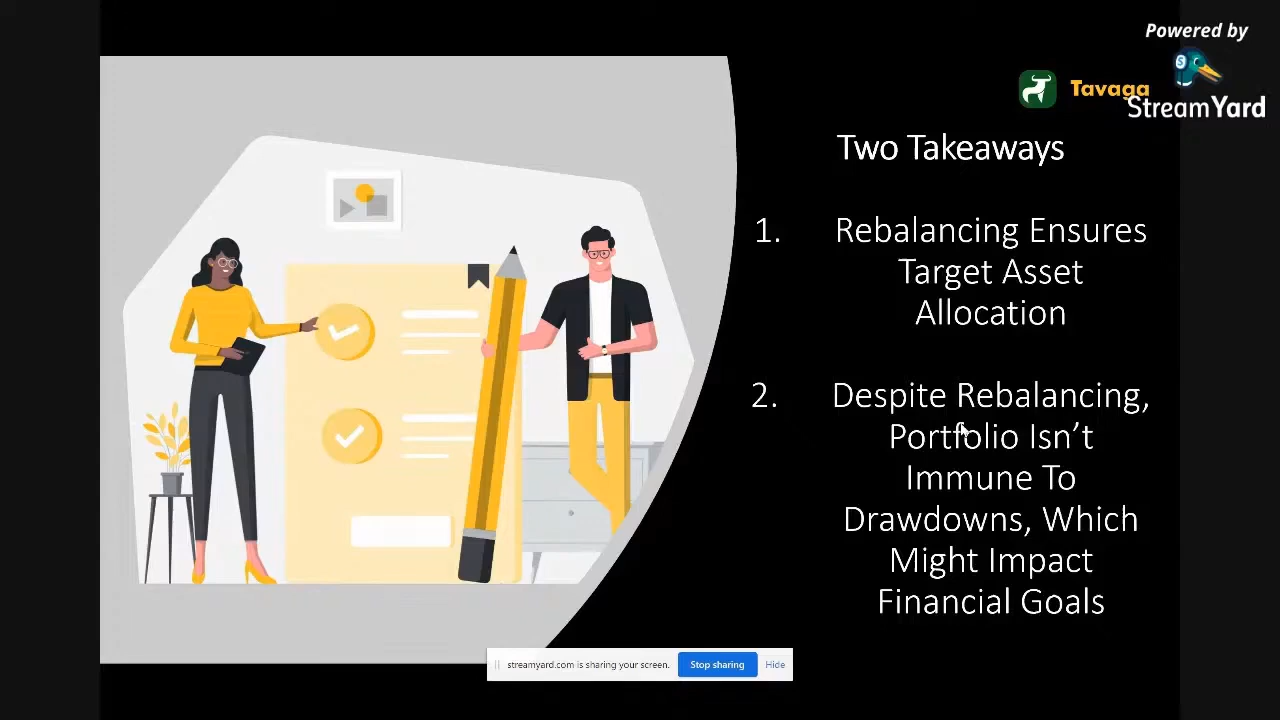 Powered by
Tavaga
StreamYard
Two Takeaways
1. Rebalancing Ensures
Target Asset
Allocation
2. Despite Rebalancing,
Portfolio Isn’t
Immune To
Drawdowns, Which
Might Impact
Financial Goals
streamyard.com is sharing your screen.
Stop sharing
Hide